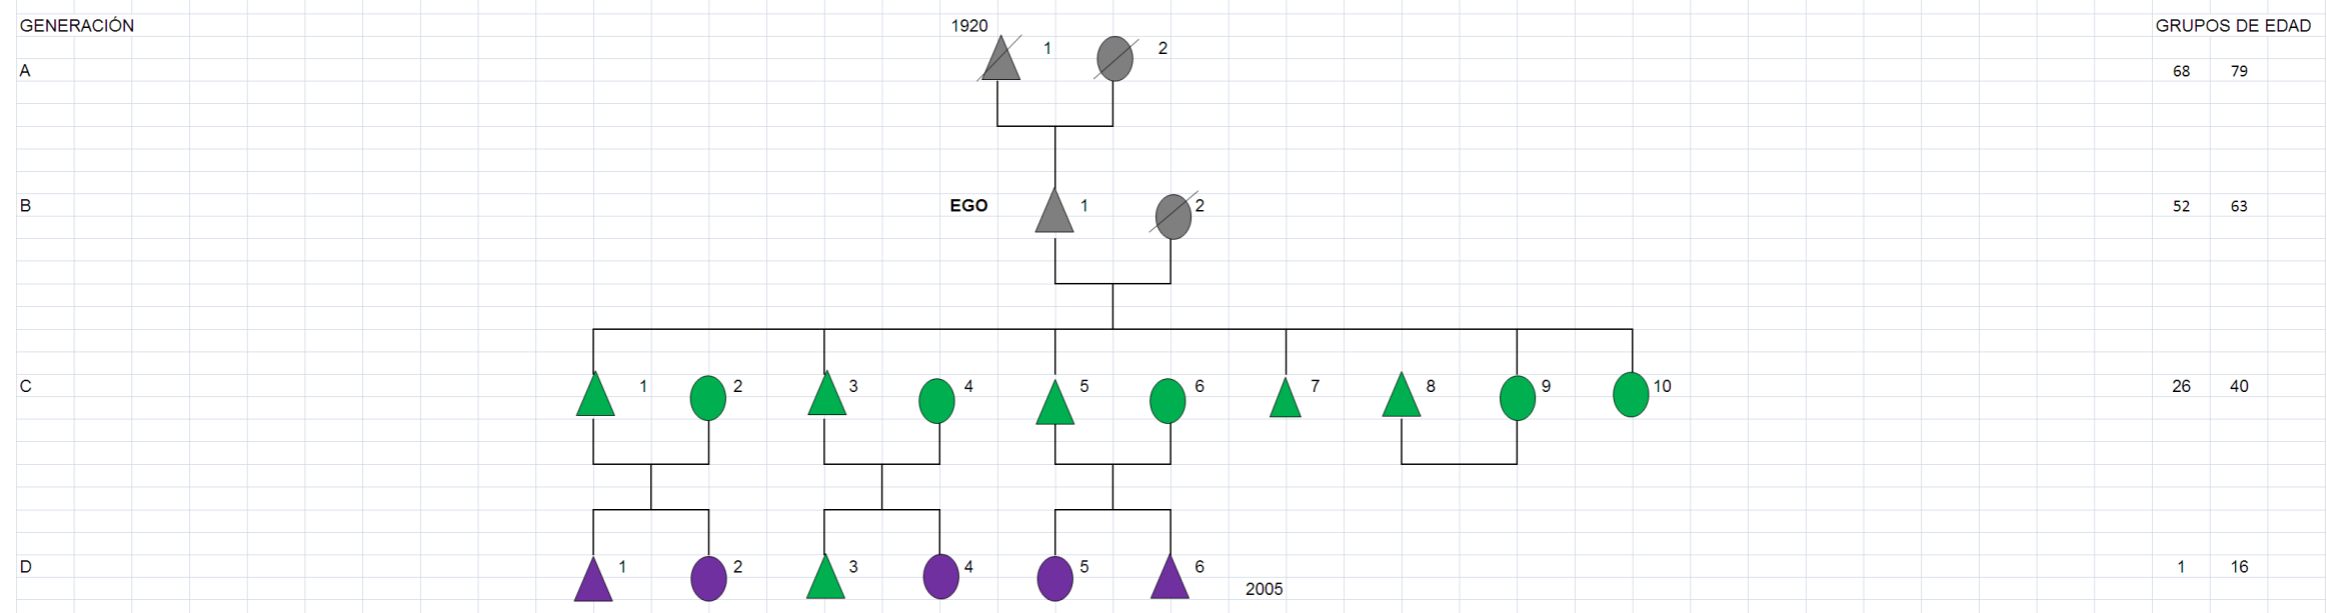 GENERACIÓN 1920 GRUPOS DE EDAD
1 2
A 68 79
B EGO 1 2 52 63
C 1 2 3 4 5 6 7 8 9 10 26 40
D 1 2 3 4 5 6 1 16
2005